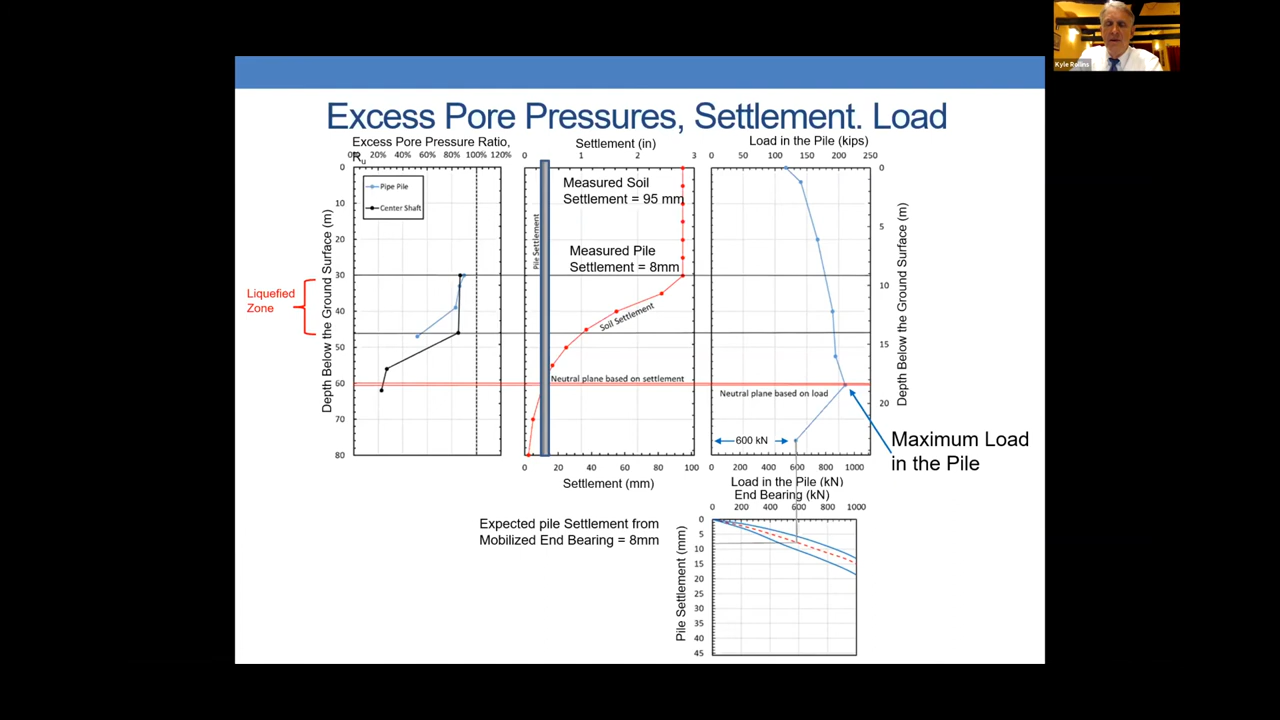 Kyle Rollins
Excess Pore Pressures, Settlement. Load
Excess Pore Pressure Ratio,
Ru
0% 20% 40% 60% 80% 100% 120%
Settlement (in)
0 1 2 3
Load in the Pile (kips)
0 50 100 150 200 250
Pipe Pile
Center Shaft
Depth Below the Ground Surface (m)
0
10
20
30
40
50
60
70
80
Liquefied
Zone
Pile Settlement
Measured Soil
Settlement = 95 mm
Measured Pile
Settlement = 8mm
Soil Settlement
Neutral plane based on settlement
Neutral plane based on load
0
5
10
15
20
Depth Below the Ground Surface (m)
600 kN
Maximum Load
in the Pile
0 20 40 60 80 100
Settlement (mm)
0 200 400 600 800 1000
Load in the Pile (kN)
End Bearing (kN)
0 200 400 600 800 1000
Expected pile Settlement from
Mobilized End Bearing = 8mm
Pile Settlement (mm)
0
5
10
15
20
25
30
35
40
45